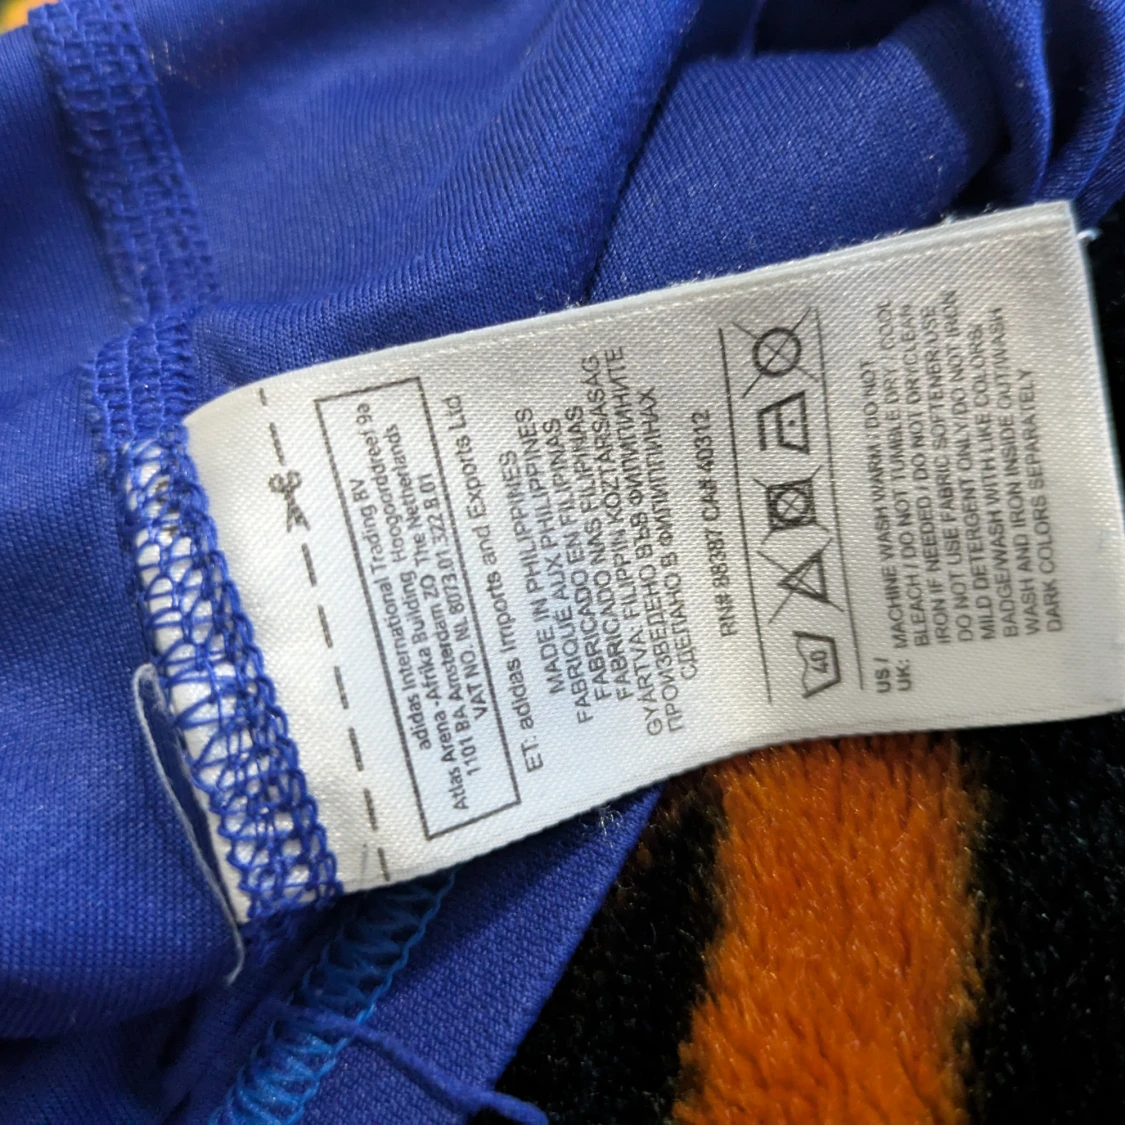 adidas International Trading BV
Atlas Arena -Afrika Building Hoogoorddreef 9a
1101 BA Amsterdam ZO The Netherlands
VAT NO. NL 8073.01.322.B.01
ET: adidas Imports and Exports Ltd
MADE IN PHILIPPINES
FABRIQUÉ AUX PHILIPPINES
FABRICADO EN FILIPINAS
FABRICADO NAS FILIPINAS
GYÁRTVA: FILIPPIN KÖZTÁRSASÁG
ПРОИЗВЕДЕНО ВЪВ ФИЛИПИНИТЕ
СДЕЛАНО В ФИЛИППИНАХ
RN# 88387 CA# 40312
40
US / UK: MACHINE WASH WARM / DO NOT
BLEACH / DO NOT TUMBLE DRY / COOL
IRON IF NEEDED / DO NOT DRYCLEAN
DO NOT USE FABRIC SOFTENER/USE
MILD DETERGENT ONLY/DO NOT IRON
BADGE/WASH WITH LIKE COLORS/
WASH AND IRON INSIDE OUT/WASH
DARK COLORS SEPARATELY